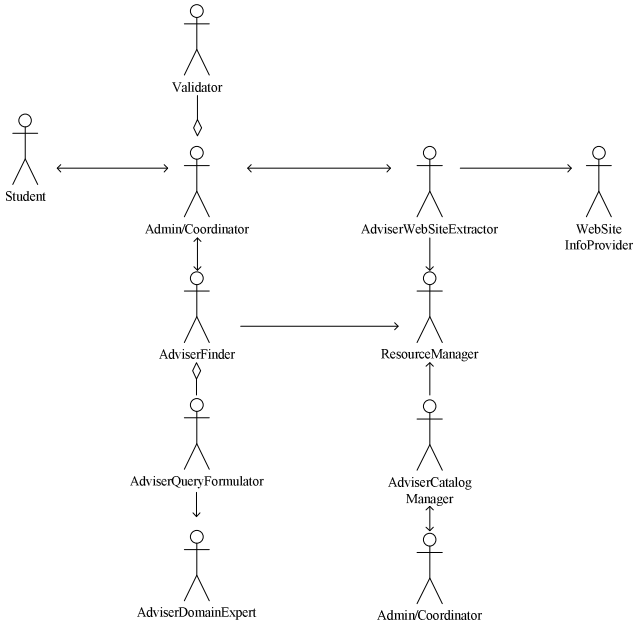 Validator
Student
Admin/Coordinator
AdviserWebSiteExtractor
WebSite
InfoProvider
AdviserFinder
ResourceManager
AdviserQueryFormulator
AdviserCatalog
Manager
AdviserDomainExpert
Admin/Coordinator